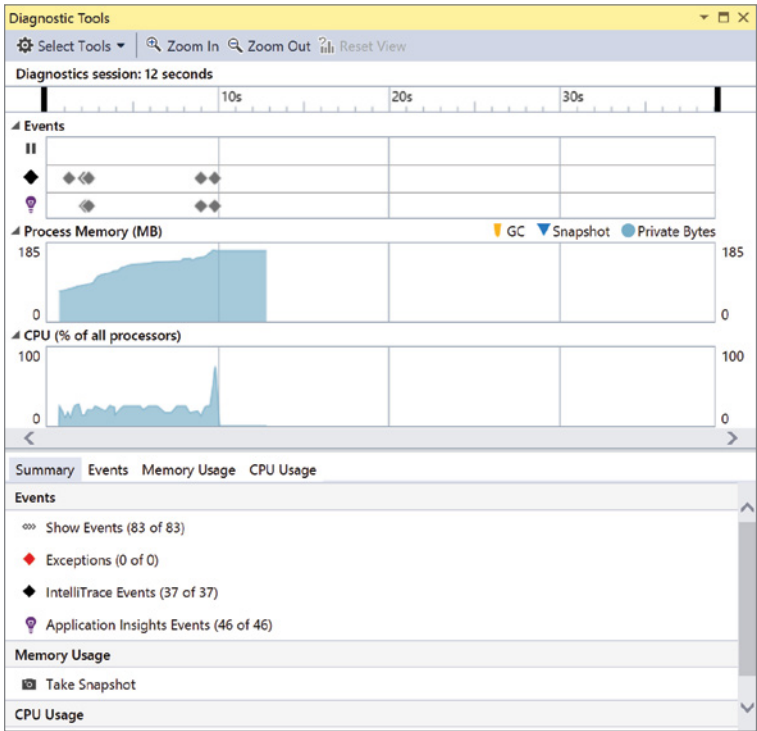 Diagnostic Tools
Select Tools Zoom In Zoom Out Reset View
Diagnostics session: 12 seconds
10s 20s 30s
Events
Process Memory (MB) GC Snapshot Private Bytes
185 185
0 0
CPU (% of all processors)
100 100
0 0
Summary Events Memory Usage CPU Usage
Events
Show Events (83 of 83)
Exceptions (0 of 0)
IntelliTrace Events (37 of 37)
Application Insights Events (46 of 46)
Memory Usage
Take Snapshot
CPU Usage